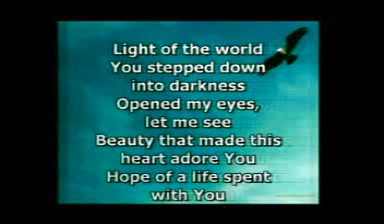 Light of the world
You stepped down
into darkness
Opened my eyes,
let me see
Beauty that made this
heart adore You
Hope of a life spent
with You